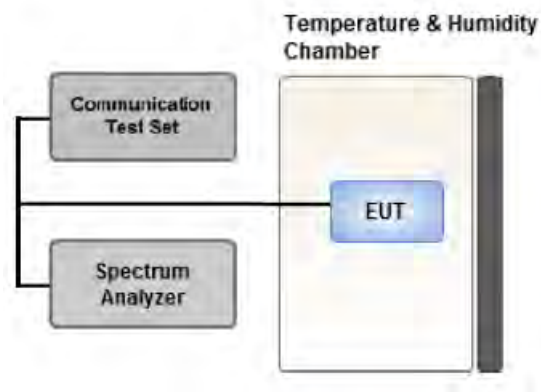 Temperature & Humidity
Chamber
Communication
Test Set
EUT
Spectrum
Analyzer